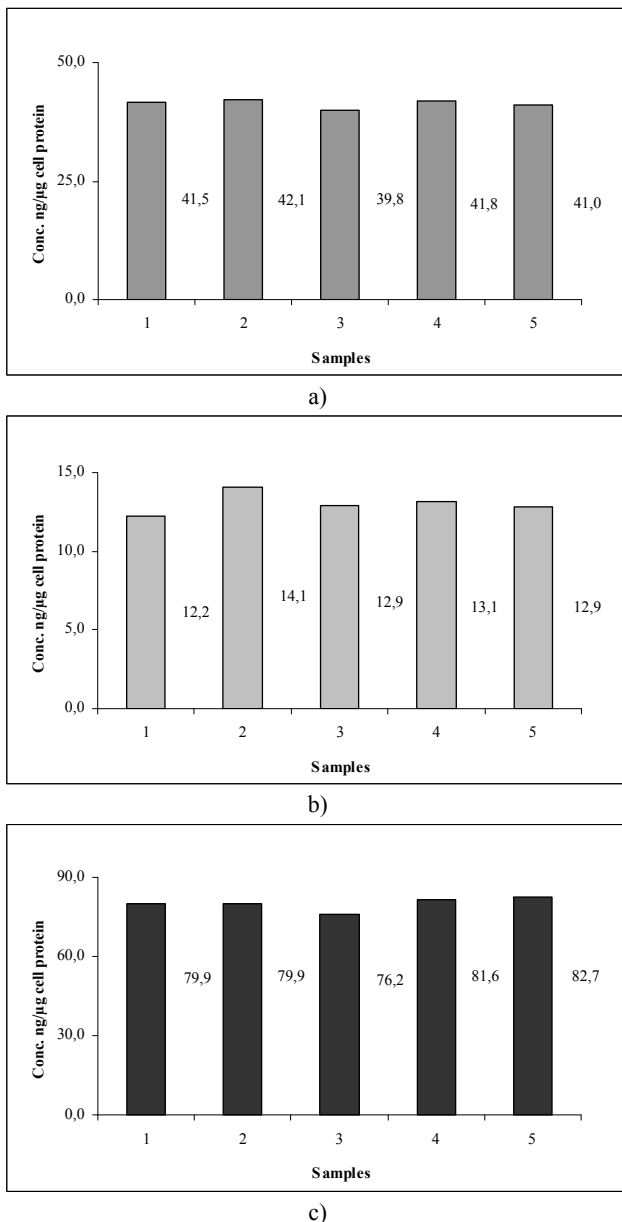 50,0
25,0
0,0
Conc. ng/µg cell protein
41,5 42,1 39,8 41,8 41,0
1 2 3 4 5
Samples
a)
15,0
10,0
5,0
0,0
Conc. ng/µg cell protein
12,2 14,1 12,9 13,1 12,9
1 2 3 4 5
Samples
b)
90,0
60,0
30,0
0,0
Conc. ng/µg cell protein
79,9 79,9 76,2 81,6 82,7
1 2 3 4 5
Samples
c)